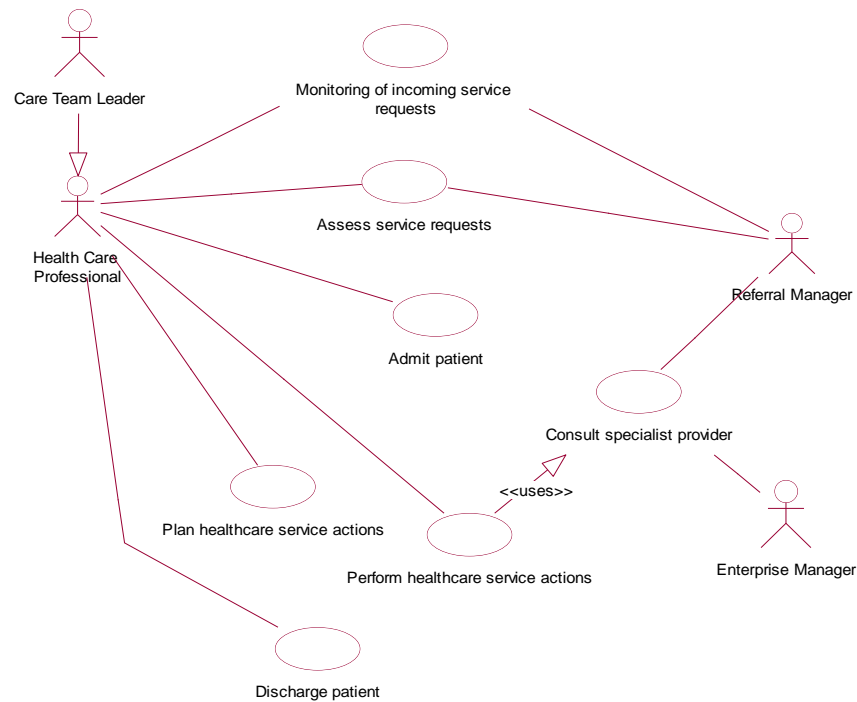 Care Team Leader
Monitoring of incoming service
requests
Assess service requests
Health Care
Professional
Referral Manager
Admit patient
Consult specialist provider
<<uses>>
Plan healthcare service actions
Perform healthcare service actions
Enterprise Manager
Discharge patient